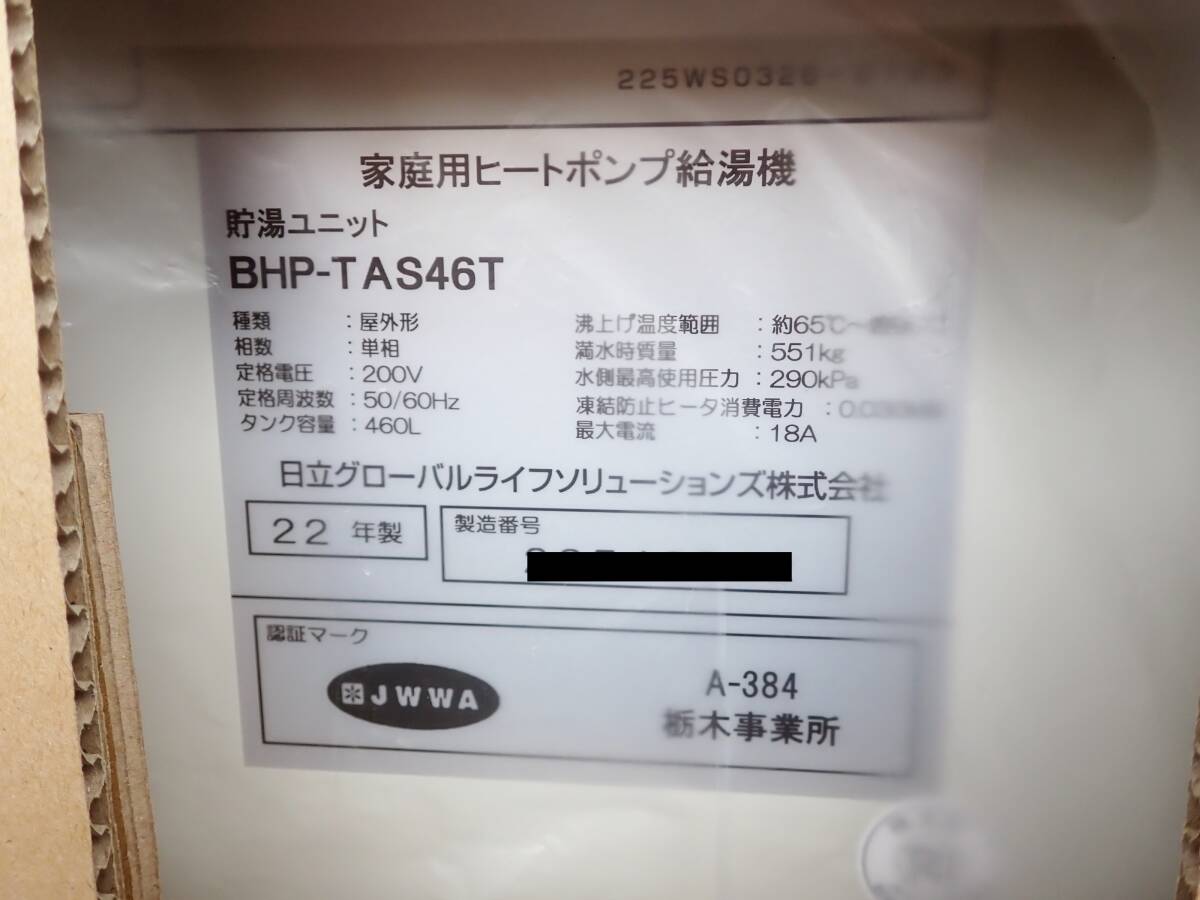 家庭用ヒートポンプ給湯機
貯湯ユニット
BHP-TAS46T
種類 : 屋外形
相数 : 単相
定格電圧 : 200V
定格周波数 : 50/60Hz
タンク容量 : 460L
沸上げ温度範囲 : 約65℃~
満水時質量 : 551kg
水側最高使用圧力 : 290kPa
凍結防止ヒータ消費電力 :
最大電流 : 18A
日立グローバルライフソリューションズ株式会社
22 年製
製造番号
認証マーク
JWWA
A-384
栃木事業所